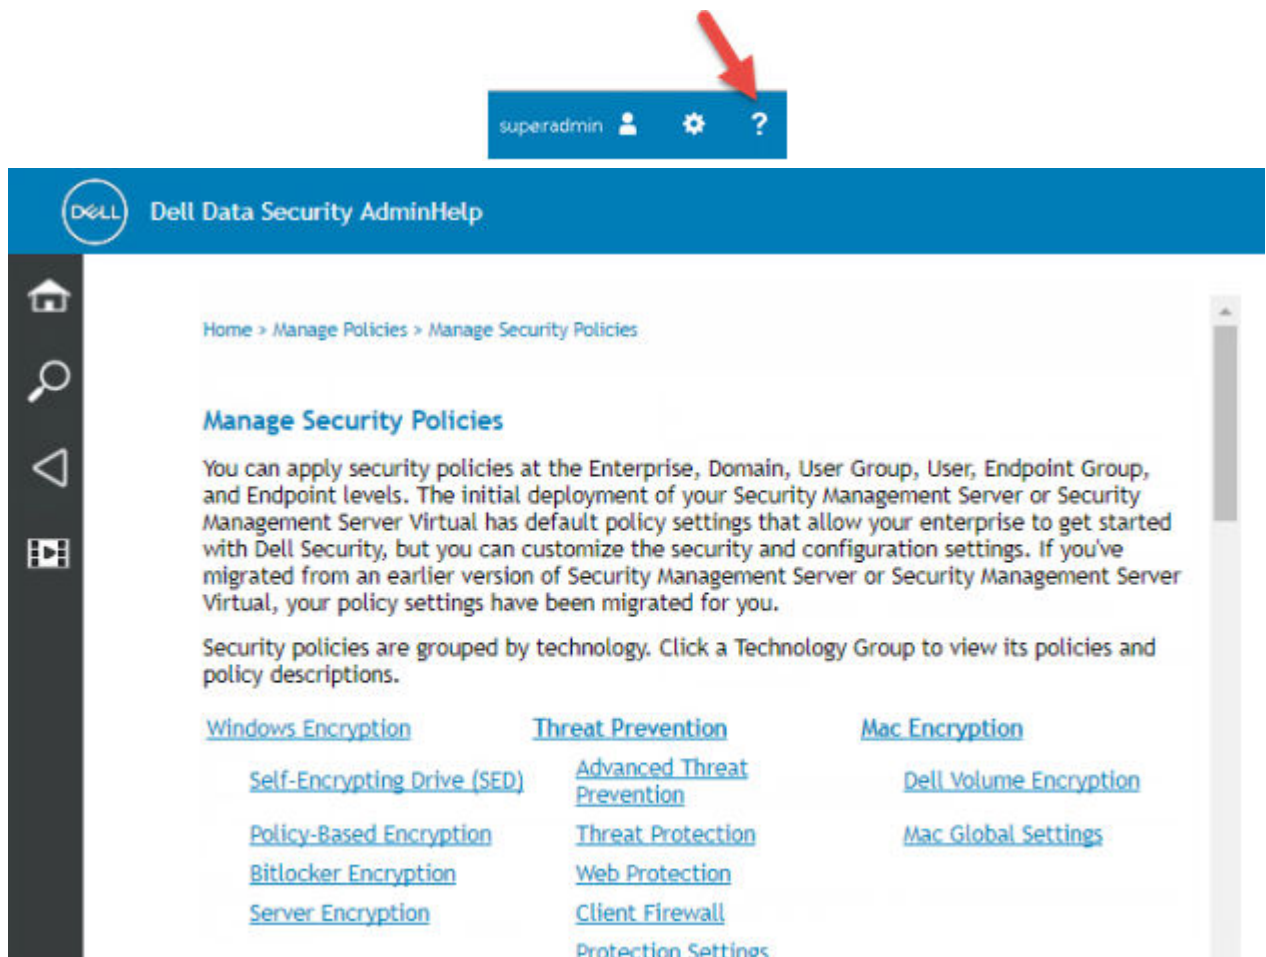 superadmin ?
DELL Dell Data Security AdminHelp
Home > Manage Policies > Manage Security Policies
Manage Security Policies
You can apply security policies at the Enterprise, Domain, User Group, User, Endpoint Group,
and Endpoint levels. The initial deployment of your Security Management Server or Security
Management Server Virtual has default policy settings that allow your enterprise to get started
with Dell Security, but you can customize the security and configuration settings. If you've
migrated from an earlier version of Security Management Server or Security Management Server
Virtual, your policy settings have been migrated for you.
Security policies are grouped by technology. Click a Technology Group to view its policies and
policy descriptions.
Windows Encryption
Self-Encrypting Drive (SED)
Policy-Based Encryption
Bitlocker Encryption
Server Encryption
Threat Prevention
Advanced Threat
Prevention
Threat Protection
Web Protection
Client Firewall
Protection Settings
Mac Encryption
Dell Volume Encryption
Mac Global Settings